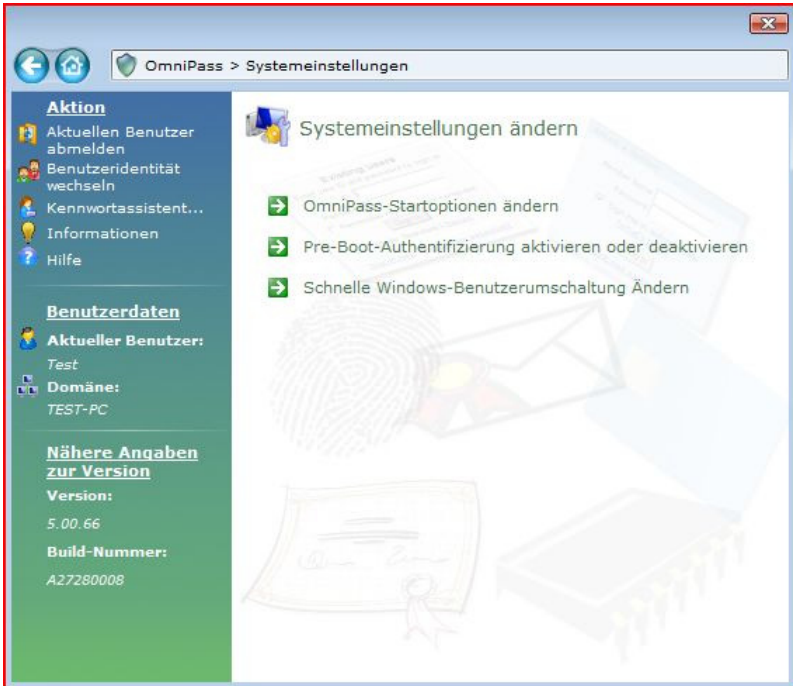 OmniPass > Systemeinstellungen
Aktion
Aktuellen Benutzer
abmelden
Benutzeridentität
wechseln
Kennwortassistent...
Informationen
Hilfe
Benutzerdaten
Aktueller Benutzer:
Test
Domäne:
TEST-PC
Nähere Angaben
zur Version
Version:
5.00.66
Build-Nummer:
A27280008
Systemeinstellungen ändern
OmniPass-Startoptionen ändern
Pre-Boot-Authentifizierung aktivieren oder deaktivieren
Schnelle Windows-Benutzerumschaltung Ändern